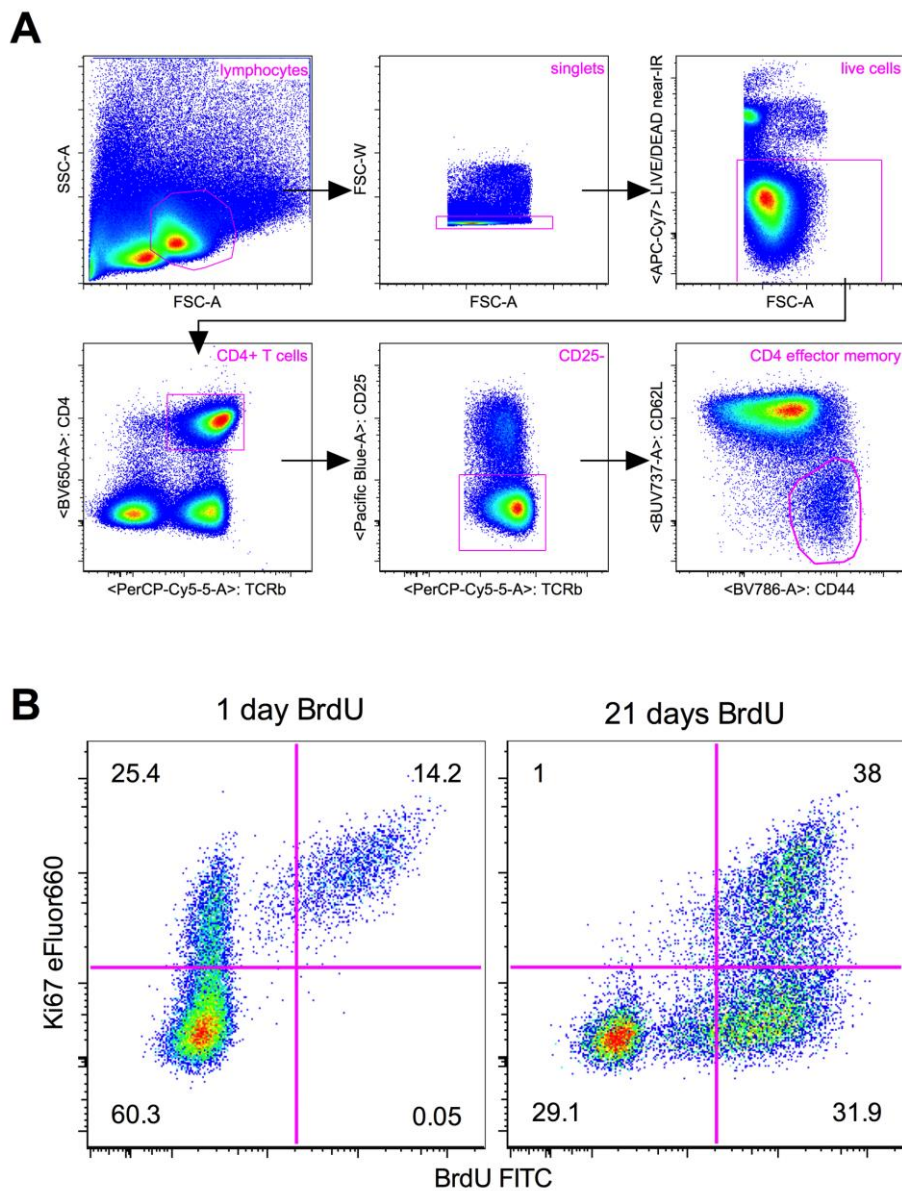 A
lymphocytes
SSC-A
FSC-A
singlets
FSC-W
FSC-A
live cells
<APC-Cy7> LIVE/DEAD near-IR
FSC-A
CD4+ T cells
<BV650-A>: CD4
<PerCP-Cy5-5-A>: TCRb
CD25-
<Pacific Blue-A>: CD25
<PerCP-Cy5-5-A>: TCRb
CD4 effector memory
<BUV737-A>: CD62L
<BV786-A>: CD44
B
1 day BrdU
21 days BrdU
Ki67 eFluor660
25.4
14.2
60.3
0.05
1
38
29.1
31.9
BrdU FITC